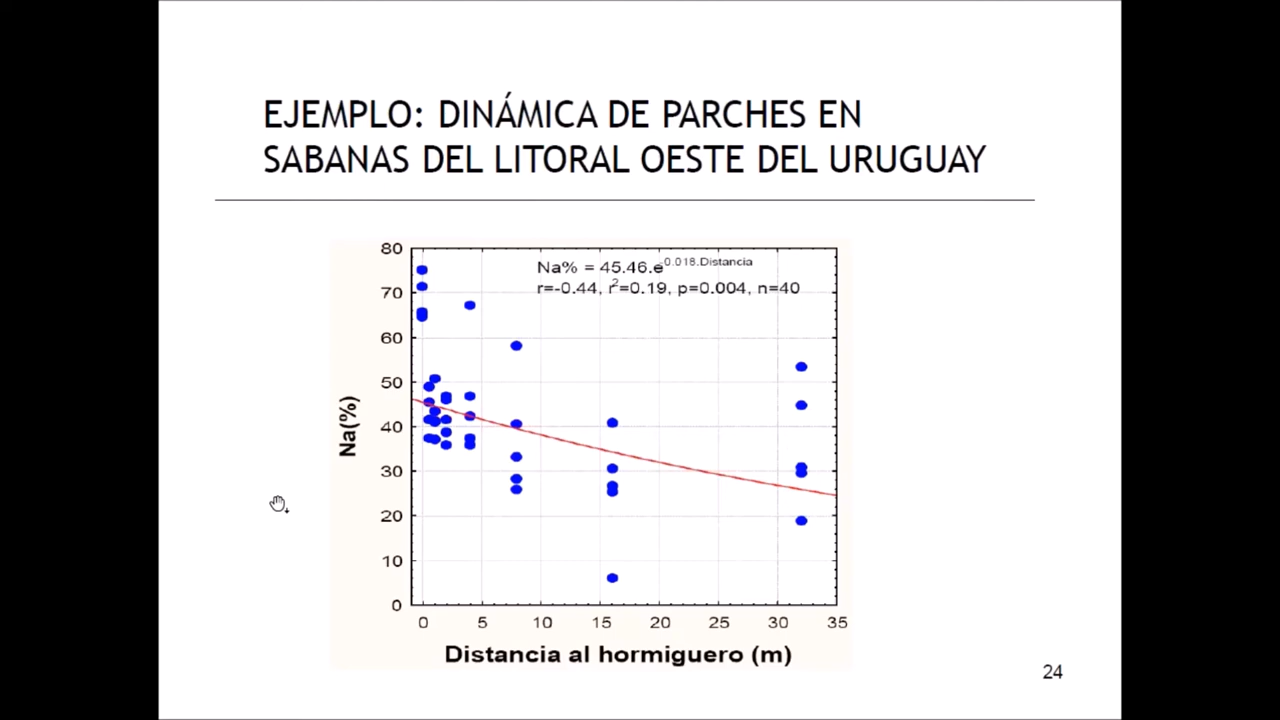 EJEMPLO: DINÁMICA DE PARCHES EN
SABANAS DEL LITORAL OESTE DEL URUGUAY
Na% = 45.46.e^-0.018.Distancia
r=-0.44, r²=0.19, p=0.004, n=40
80
70
60
50
40
30
20
10
0
Na(%)
0 5 10 15 20 25 30 35
Distancia al hormiguero (m)
24